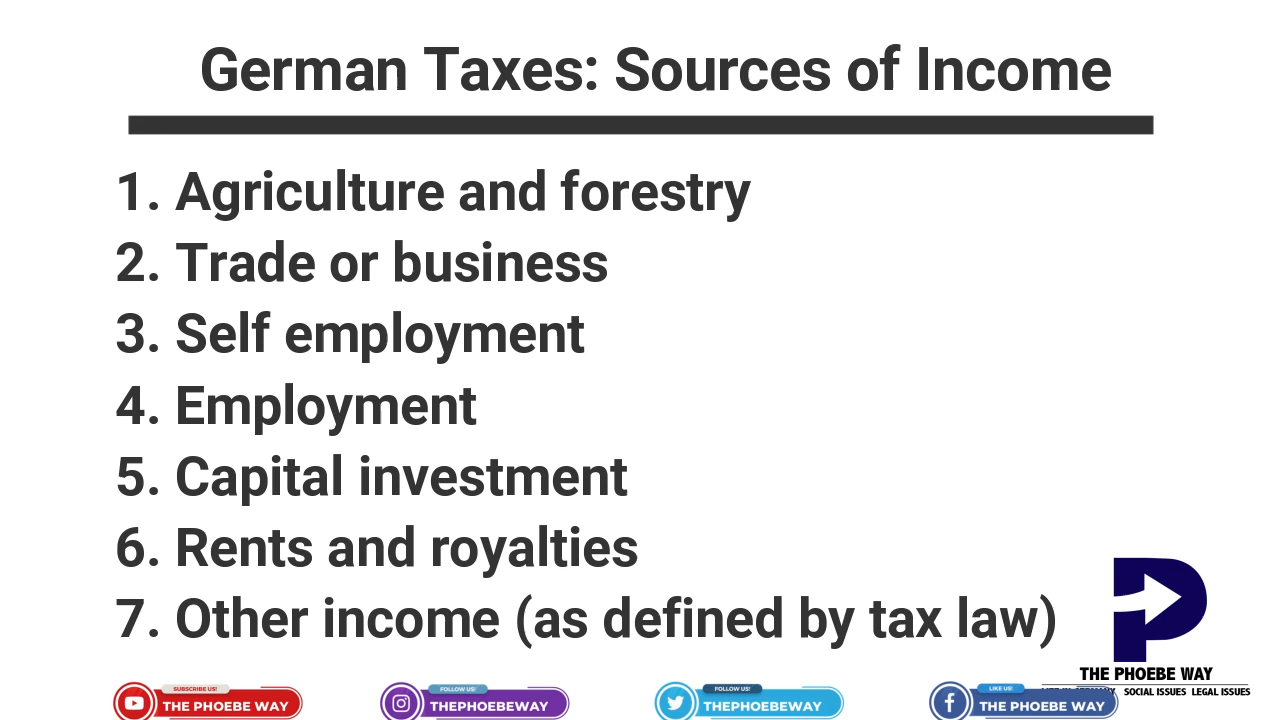 German Taxes: Sources of Income
1. Agriculture and forestry
2. Trade or business
3. Self employment
4. Employment
5. Capital investment
6. Rents and royalties
7. Other income (as defined by tax law)
THE PHOEBE WAY
SOCIAL ISSUES LEGAL ISSUES
SUBSCRIBE US!
THE PHOEBE WAY
FOLLOW US!
THEPHOEBEWAY
FOLLOW US!
THEPHOEBEWAY
LIKE US!
THE PHOEBE WAY